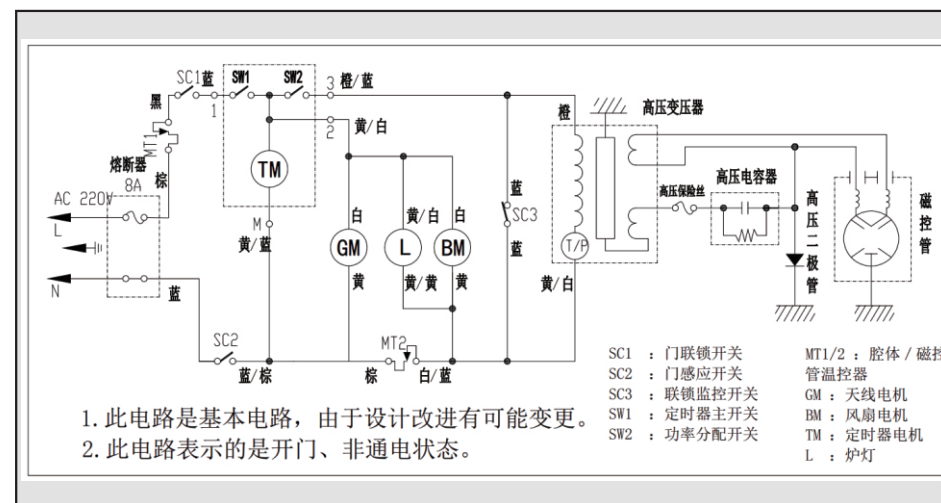 SC1蓝 SW1 SW2 3 橙/蓝
1
黑
2 黄/白
MT1
棕
熔断器
8A
AC 220V
L
N
蓝
TM
M
黄/蓝
白 黄/白 白
GM L BM
黄 黄/黄 黄
蓝
SC3
蓝
橙
高压变压器
T/P
黄/白
高压保险丝
高压电容器
高压二极管
磁控管
SC2
蓝/棕
MT2
棕 白/蓝
SC1 : 门联锁开关
SC2 : 门感应开关
SC3 : 联锁监控开关
SW1 : 定时器主开关
SW2 : 功率分配开关
MT1/2 : 腔体 / 磁控
管温控器
GM : 天线电机
BM : 风扇电机
TM : 定时器电机
L : 炉灯
1. 此电路是基本电路，由于设计改进有可能变更。
2. 此电路表示的是开门、非通电状态。